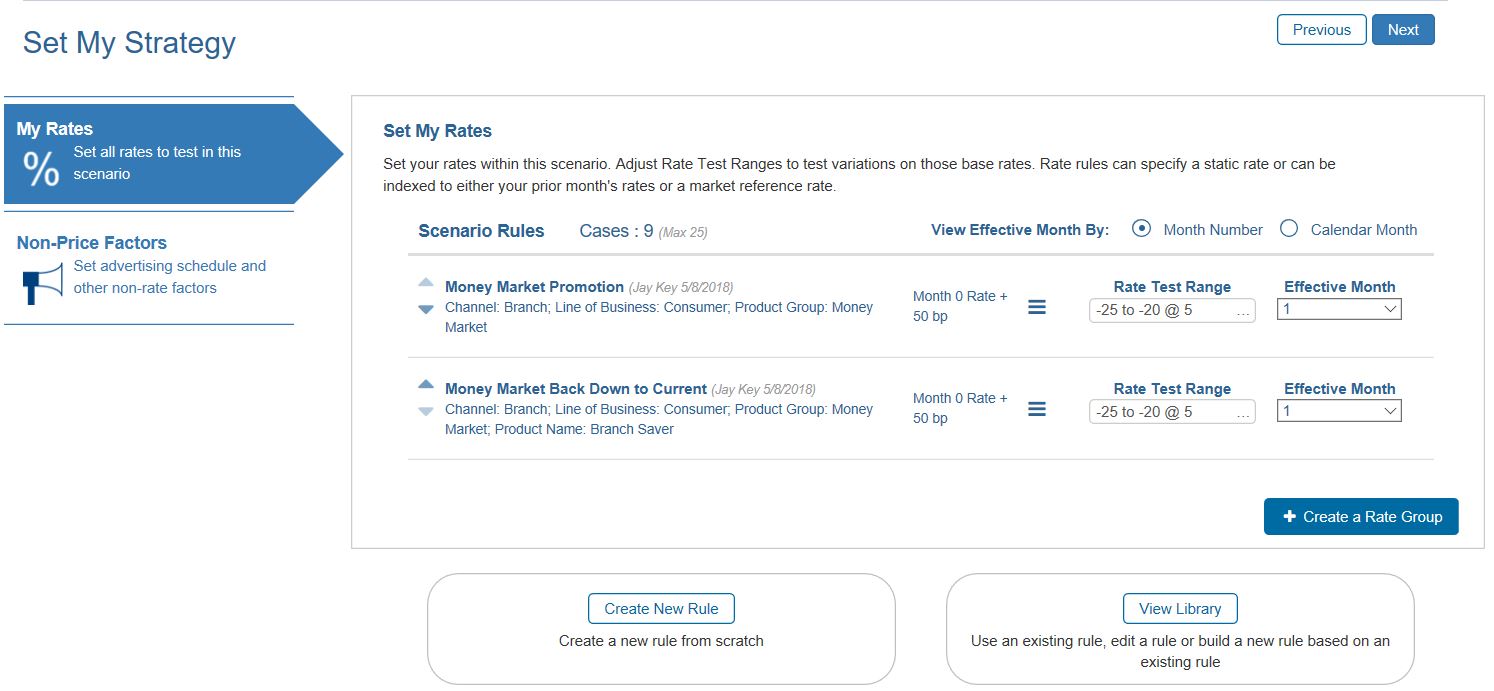 Set My Strategy
Previous
Next
My Rates
%
Set all rates to test in this
scenario
Non-Price Factors
Set advertising schedule and
other non-rate factors
Set My Rates
Set your rates within this scenario. Adjust Rate Test Ranges to test variations on those base rates. Rate rules can specify a static rate or can be
indexed to either your prior month's rates or a market reference rate.
Scenario Rules Cases : 9 (Max 25) View Effective Month By: Month Number Calendar Month
Money Market Promotion (Jay Key 5/8/2018)
Channel: Branch; Line of Business: Consumer; Product Group: Money
Market
Month 0 Rate +
50 bp
Rate Test Range
-25 to -20 @ 5 ...
Effective Month
1
Money Market Back Down to Current (Jay Key 5/8/2018)
Channel: Branch; Line of Business: Consumer; Product Group: Money
Market; Product Name: Branch Saver
Month 0 Rate +
50 bp
Rate Test Range
-25 to -20 @ 5 ...
Effective Month
1
+ Create a Rate Group
Create New Rule
Create a new rule from scratch
View Library
Use an existing rule, edit a rule or build a new rule based on an
existing rule